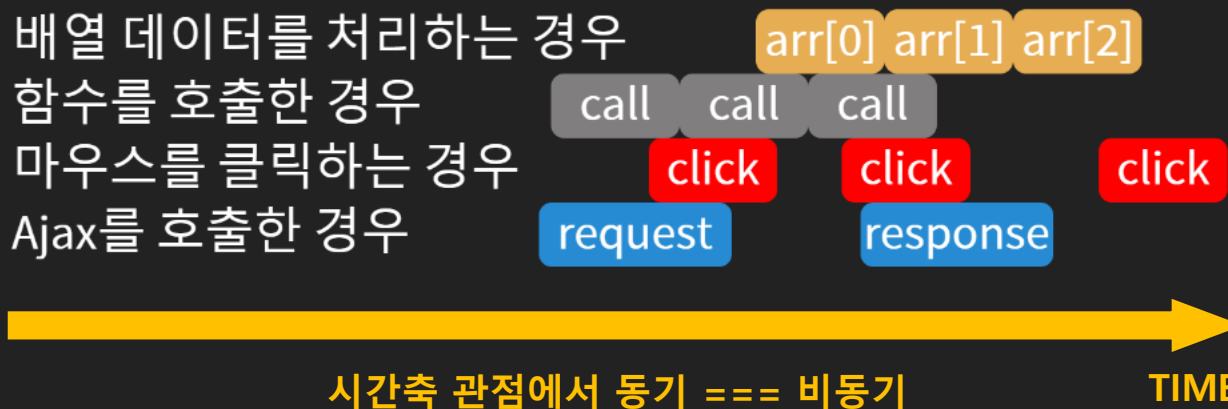 배열 데이터를 처리하는 경우 arr[0] arr[1] arr[2]
함수를 호출한 경우 call call call
마우스를 클릭하는 경우 click click click
Ajax를 호출한 경우 request response
시간축 관점에서 동기 === 비동기 TIME